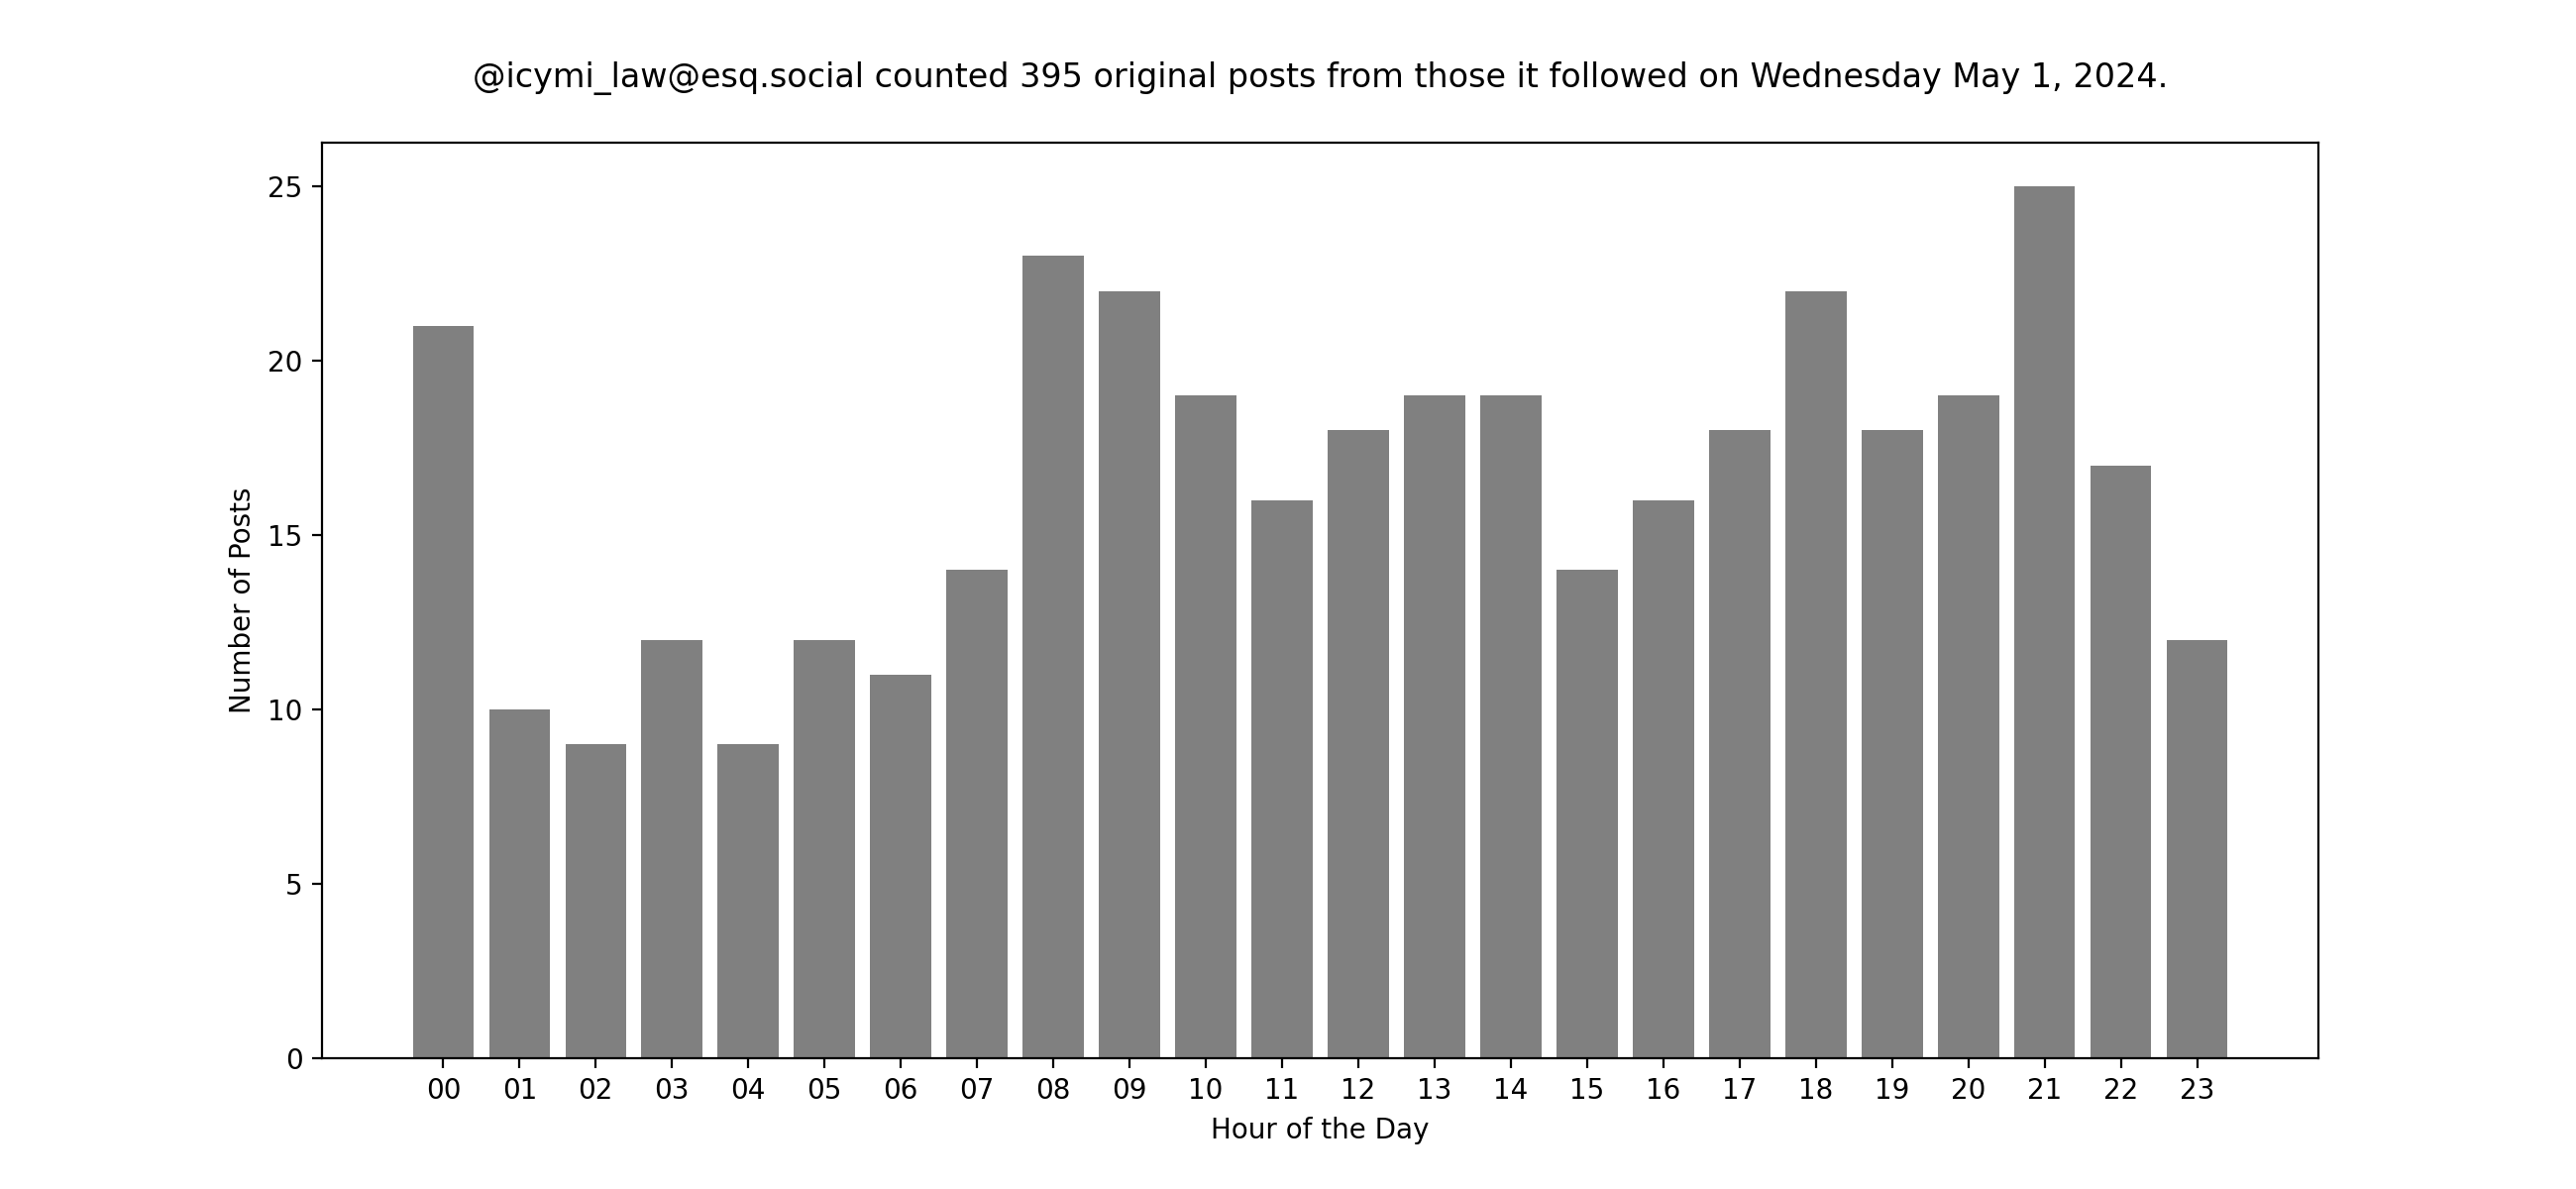 @icymi_law@esq.social counted 395 original posts from those it followed on Wednesday May 1, 2024.
25
20
15
10
5
0
Number of Posts
00 01 02 03 04 05 06 07 08 09 10 11 12 13 14 15 16 17 18 19 20 21 22 23
Hour of the Day